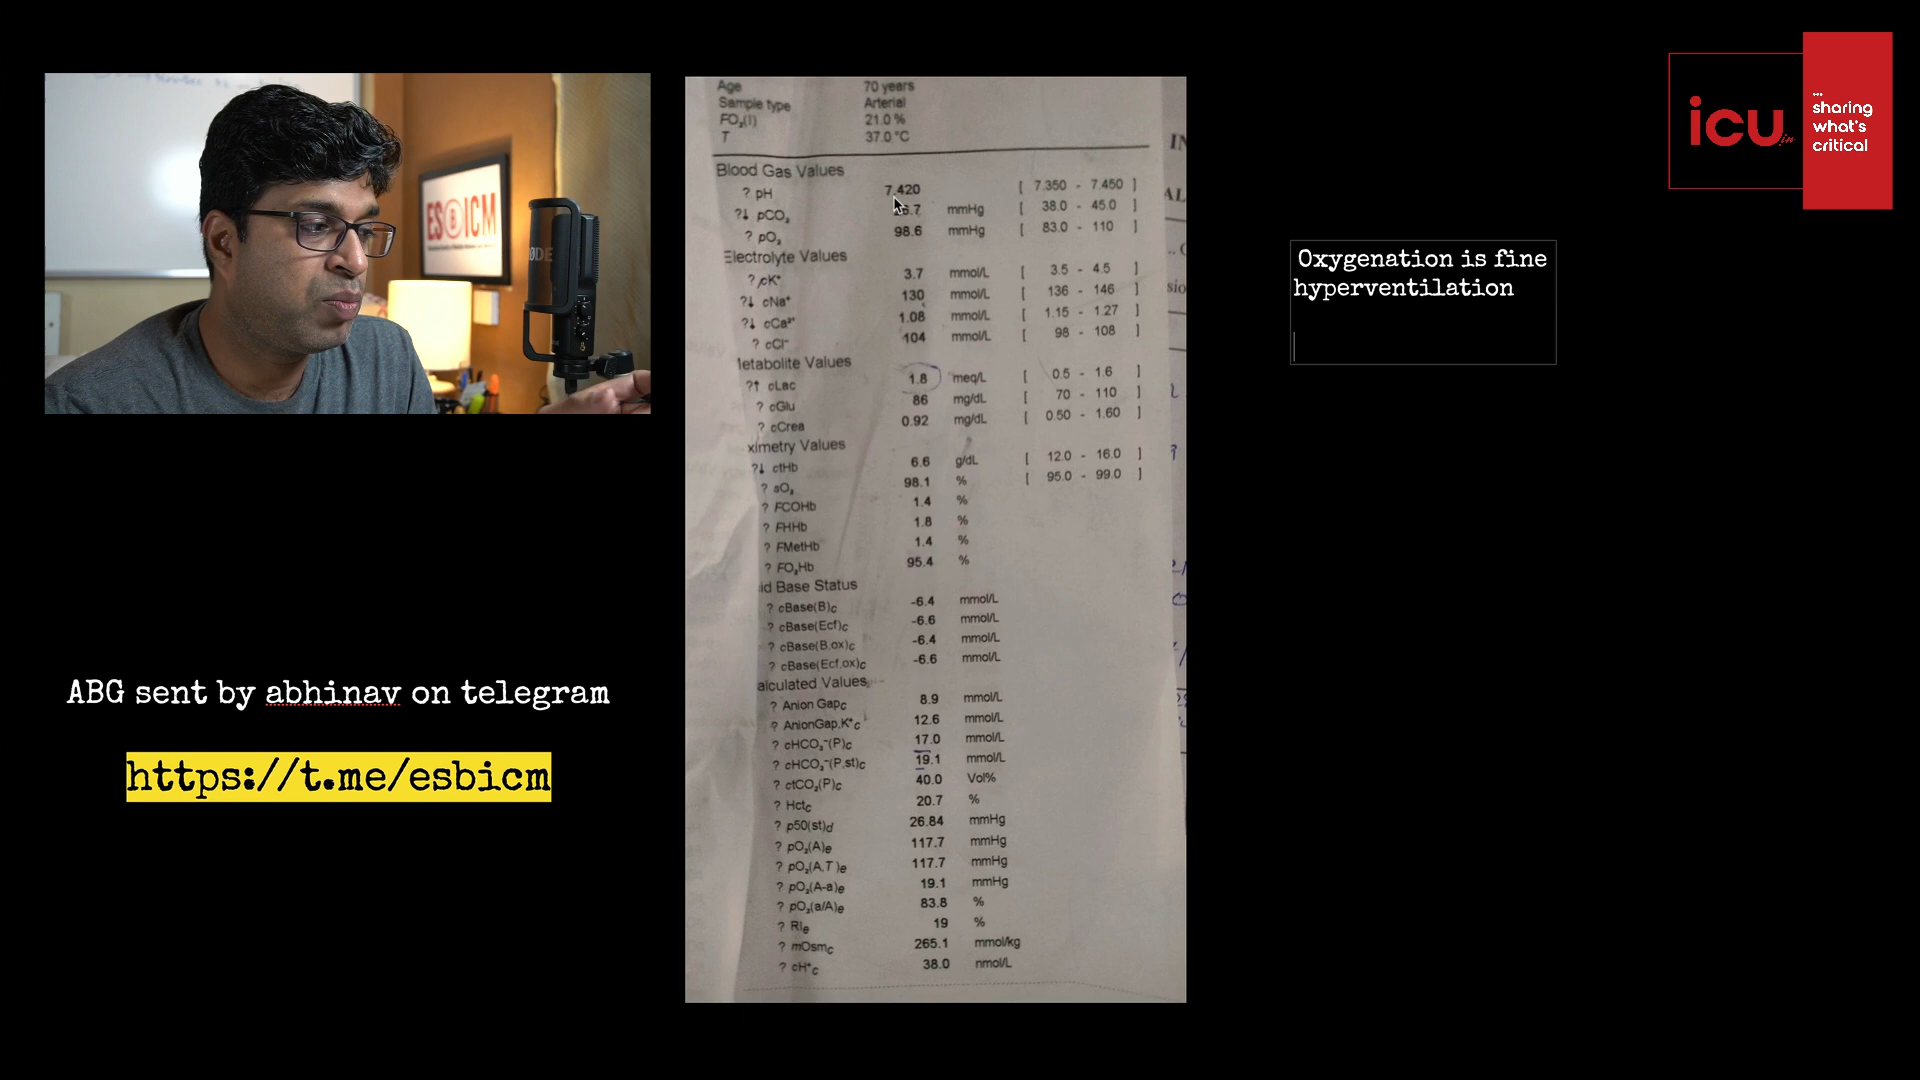 ES BICM
... sharing
what's
critical
icu.in
Oxygenation is fine
hyperventilation
ABG sent by abhinav on telegram
https://t.me/esbicm
Age 70 years
Sample type Arterial
FO₂(I) 21.0 %
T 37.0 °C
Blood Gas Values
? pH 7.420 [ 7.350 - 7.450 ]
?↓ pCO₂ 6.7 mmHg [ 38.0 - 45.0 ]
? pO₂ 98.6 mmHg [ 83.0 - 110 ]
Electrolyte Values
? cK⁺ 3.7 mmol/L [ 3.5 - 4.5 ]
?↓ cNa⁺ 130 mmol/L [ 136 - 146 ]
?↓ cCa²⁺ 1.08 mmol/L [ 1.15 - 1.27 ]
? cCl⁻ 104 mmol/L [ 98 - 108 ]
letabolite Values
?↑ cLac 1.8 meq/L [ 0.5 - 1.6 ]
? cGlu 86 mg/dL [ 70 - 110 ]
? cCrea 0.92 mg/dL [ 0.50 - 1.60 ]
ximetry Values
?↓ ctHb 6.6 g/dL [ 12.0 - 16.0 ]
? sO₂ 98.1 % [ 95.0 - 99.0 ]
? FCOHb 1.4 %
? FHHb 1.8 %
? FMetHb 1.4 %
? FO₂Hb 95.4 %
id Base Status
? cBase(B)c -6.4 mmol/L
? cBase(Ecf)c -6.6 mmol/L
? cBase(B,ox)c -6.4 mmol/L
? cBase(Ecf,ox)c -6.6 mmol/L
alculated Values
? Anion Gapc 8.9 mmol/L
? AnionGap,K⁺c 12.6 mmol/L
? cHCO₃⁻(P)c 17.0 mmol/L
? cHCO₃⁻(P,st)c 19.1 mmol/L
? ctCO₂(P)c 40.0 Vol%
? Hctc 20.7 %
? p50(st)d 26.84 mmHg
? pO₂(A)e 117.7 mmHg
? pO₂(A,T)e 117.7 mmHg
? pO₂(A-a)e 19.1 mmHg
? pO₂(a/A)e 83.8 %
? RIe 19 %
? mOsmc 265.1 mmol/kg
? cH⁺c 38.0 nmol/L